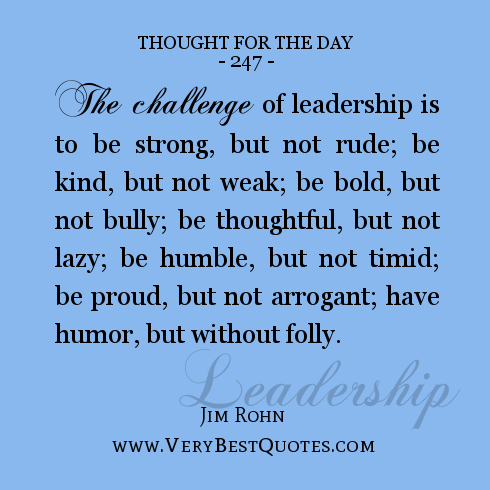 THOUGHT FOR THE DAY
- 247 -
The challenge of leadership is
to be strong, but not rude; be
kind, but not weak; be bold, but
not bully; be thoughtful, but not
lazy; be humble, but not timid;
be proud, but not arrogant; have
humor, but without folly.
Leadership
JIM ROHN
WWW.VERYBESTQUOTES.COM